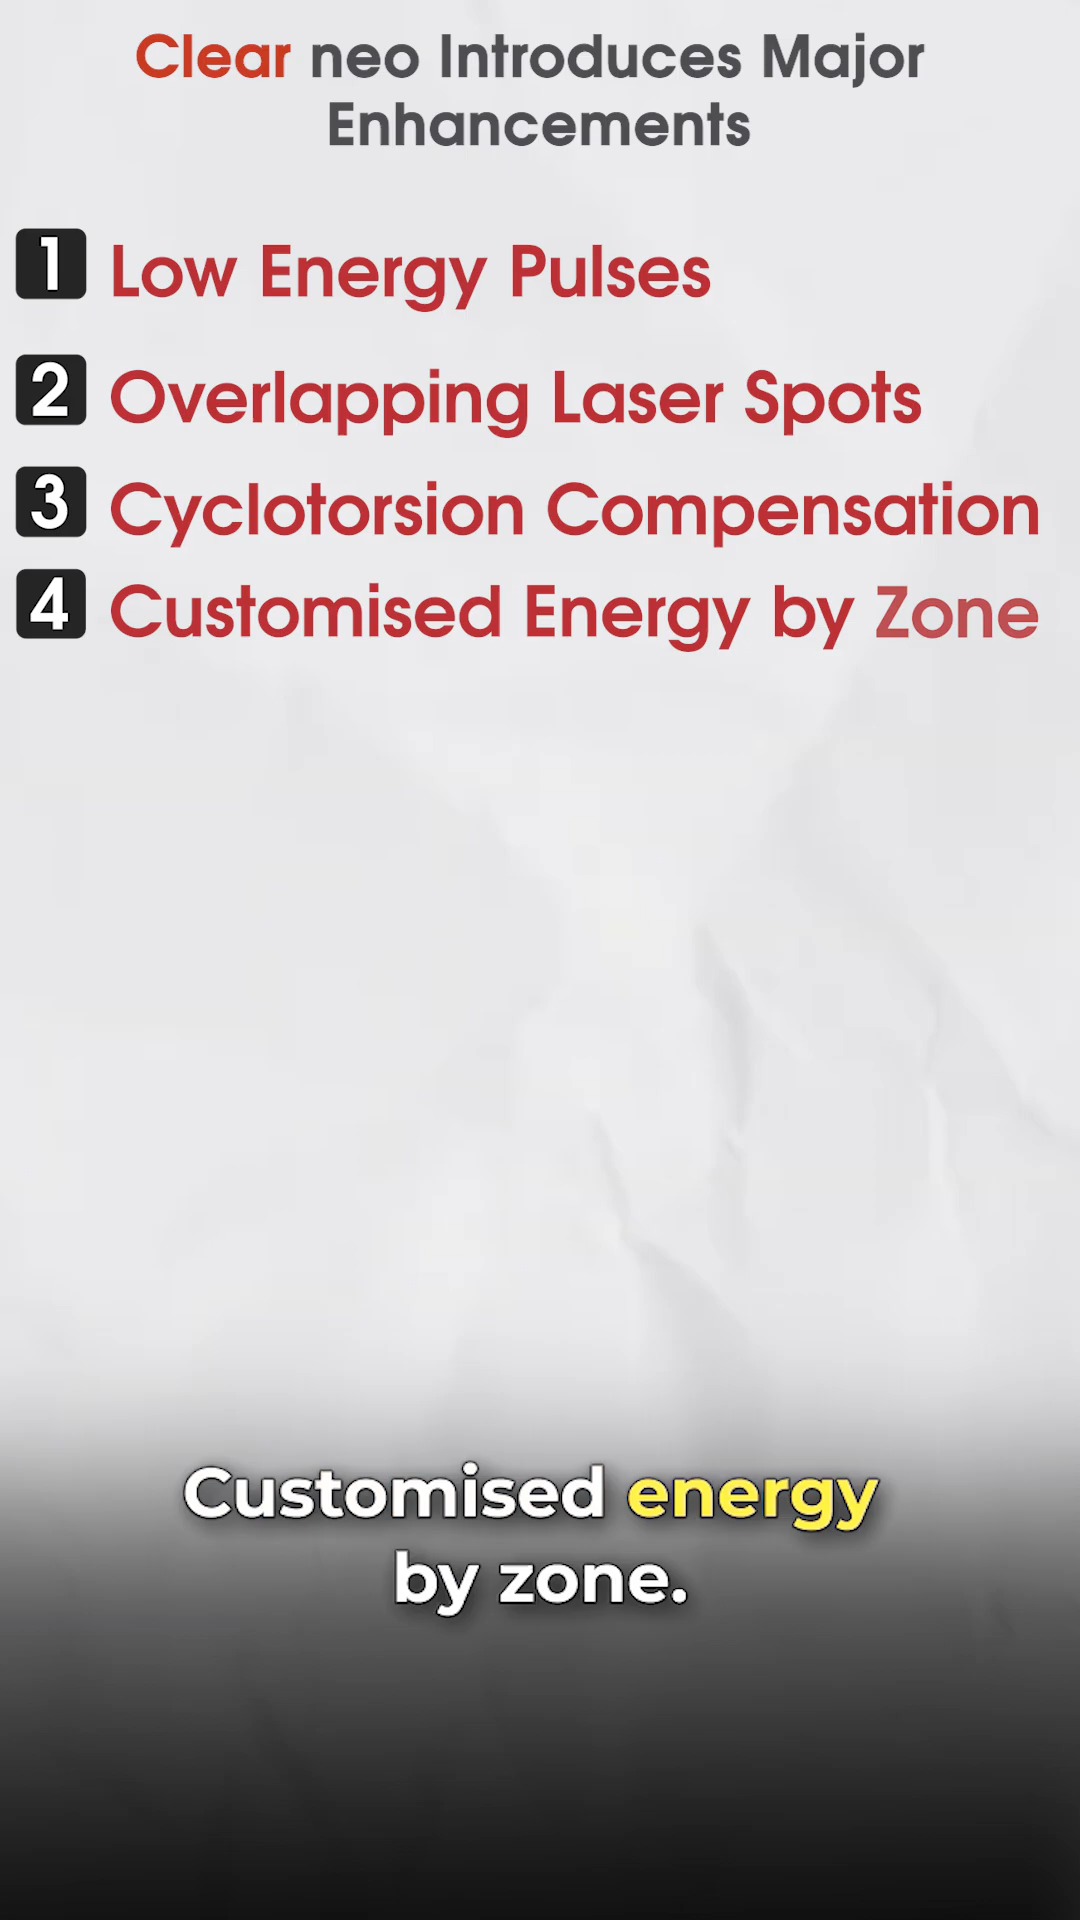 Clear neo Introduces Major
Enhancements
1 Low Energy Pulses
2 Overlapping Laser Spots
3 Cyclotorsion Compensation
4 Customised Energy by Zone
Customised energy
by zone.